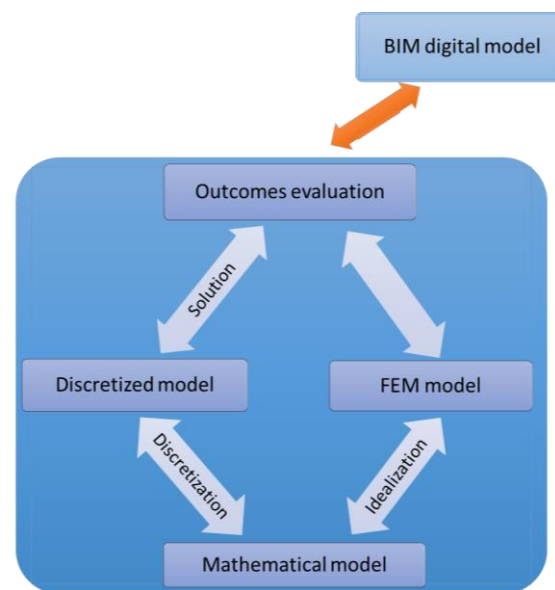 BIM digital model
Outcomes evaluation
Solution
Discretized model
FEM model
Discretization
Idealization
Mathematical model